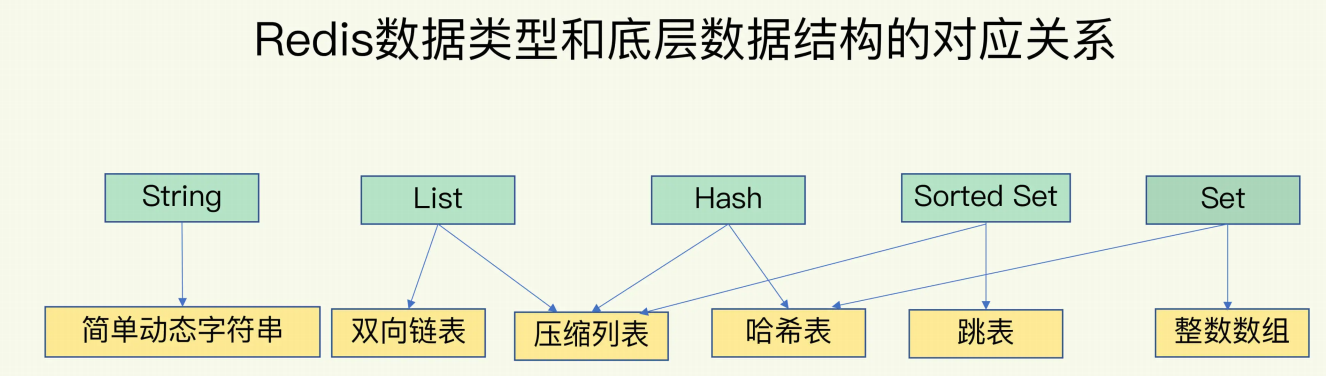 Redis数据类型和底层数据结构的对应关系
String
List
Hash
Sorted Set
Set
简单动态字符串
双向链表
压缩列表
哈希表
跳表
整数数组